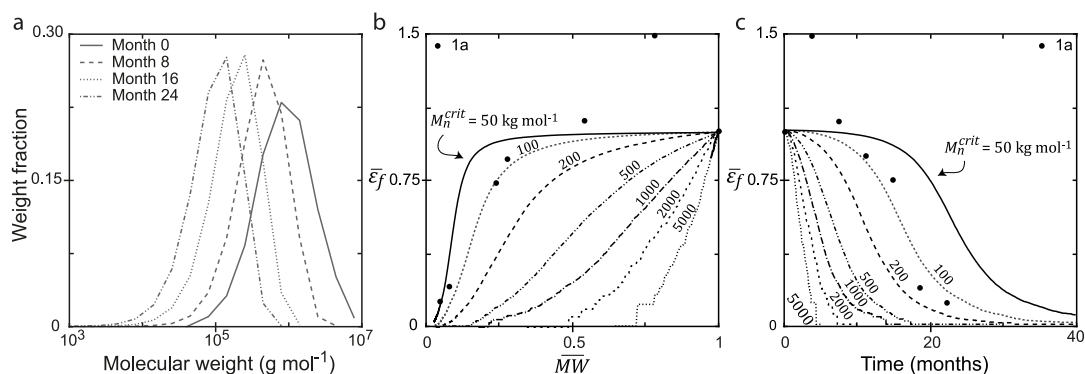 a
0.30
Month 0
Month 8
Month 16
Month 24
Weight fraction
0.15
0
10³
10⁵
10⁷
Molecular weight (g mol⁻¹)
b
1.5
1a
M_n^crit = 50 kg mol⁻¹
100
200
500
1000
2000
5000
ε̄_f
0.75
0
0
0.5
1
M̅W̅
c
1.5
1a
M_n^crit = 50 kg mol⁻¹
100
200
500
1000
2000
5000
ε̄_f
0.75
0
0
20
40
Time (months)